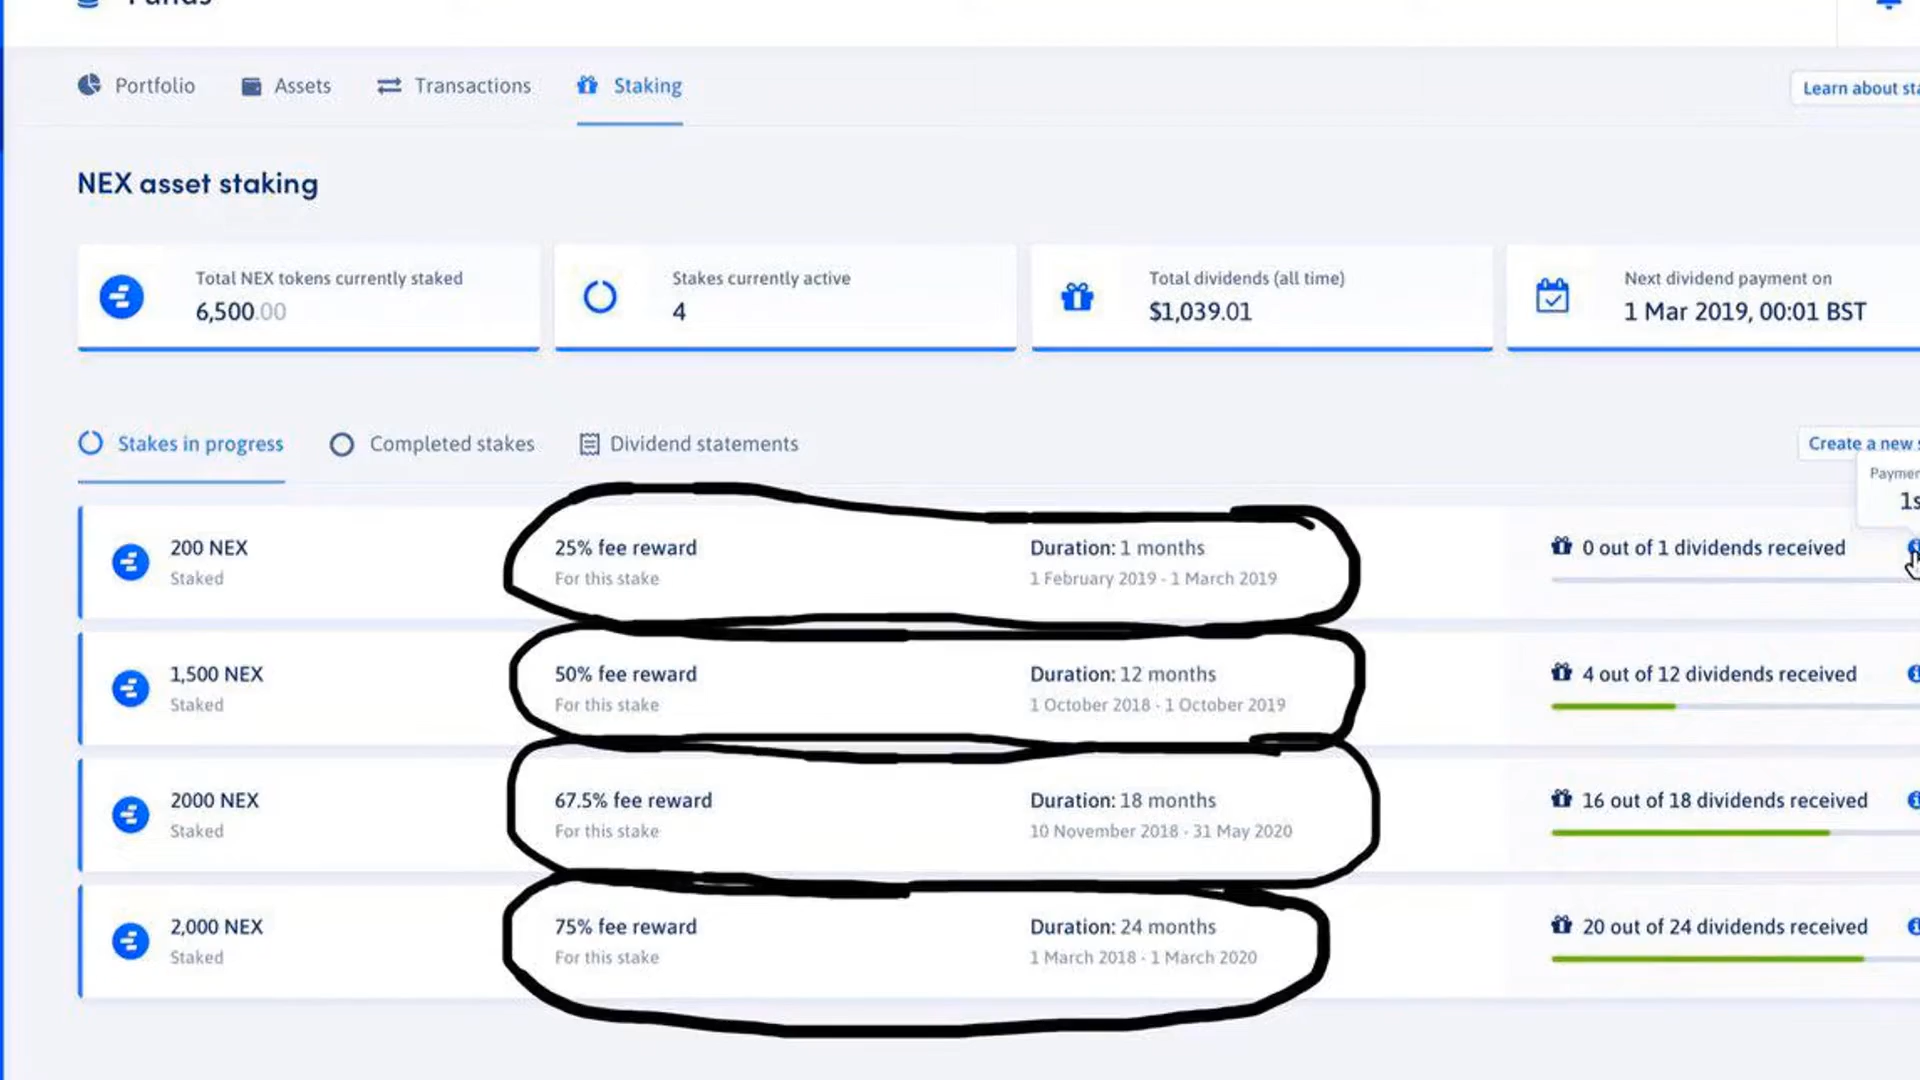 Funds
Portfolio Assets Transactions Staking
Learn about
NEX asset staking
Total NEX tokens currently staked
6,500.00
Stakes currently active
4
Total dividends (all time)
$1,039.01
Next dividend payment on
1 Mar 2019, 00:01 BST
Stakes in progress Completed stakes Dividend statements
Create a new
200 NEX
Staked
25% fee reward
For this stake
Duration: 1 months
1 February 2019 - 1 March 2019
0 out of 1 dividends received
1,500 NEX
Staked
50% fee reward
For this stake
Duration: 12 months
1 October 2018 - 1 October 2019
4 out of 12 dividends received
2000 NEX
Staked
67.5% fee reward
For this stake
Duration: 18 months
10 November 2018 - 31 May 2020
16 out of 18 dividends received
2,000 NEX
Staked
75% fee reward
For this stake
Duration: 24 months
1 March 2018 - 1 March 2020
20 out of 24 dividends received